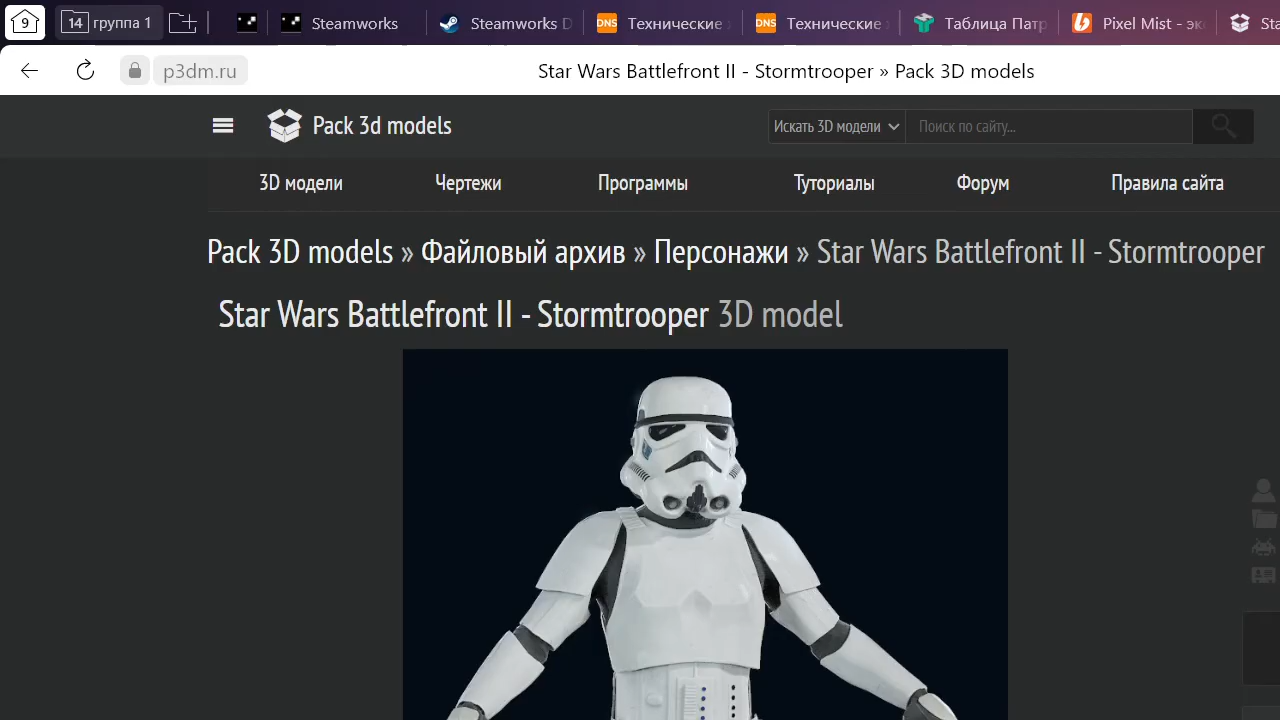 9 14 группа 1 Steamworks Steamworks D Технические Технические Таблица Патр Pixel Mist - эк Sta
p3dm.ru Star Wars Battlefront II - Stormtrooper » Pack 3D models
Pack 3d models Искать 3D модели Поиск по сайту...
3D модели Чертежи Программы Туториалы Форум Правила сайта
Pack 3D models » Файловый архив » Персонажи » Star Wars Battlefront II - Stormtrooper
Star Wars Battlefront II - Stormtrooper 3D model